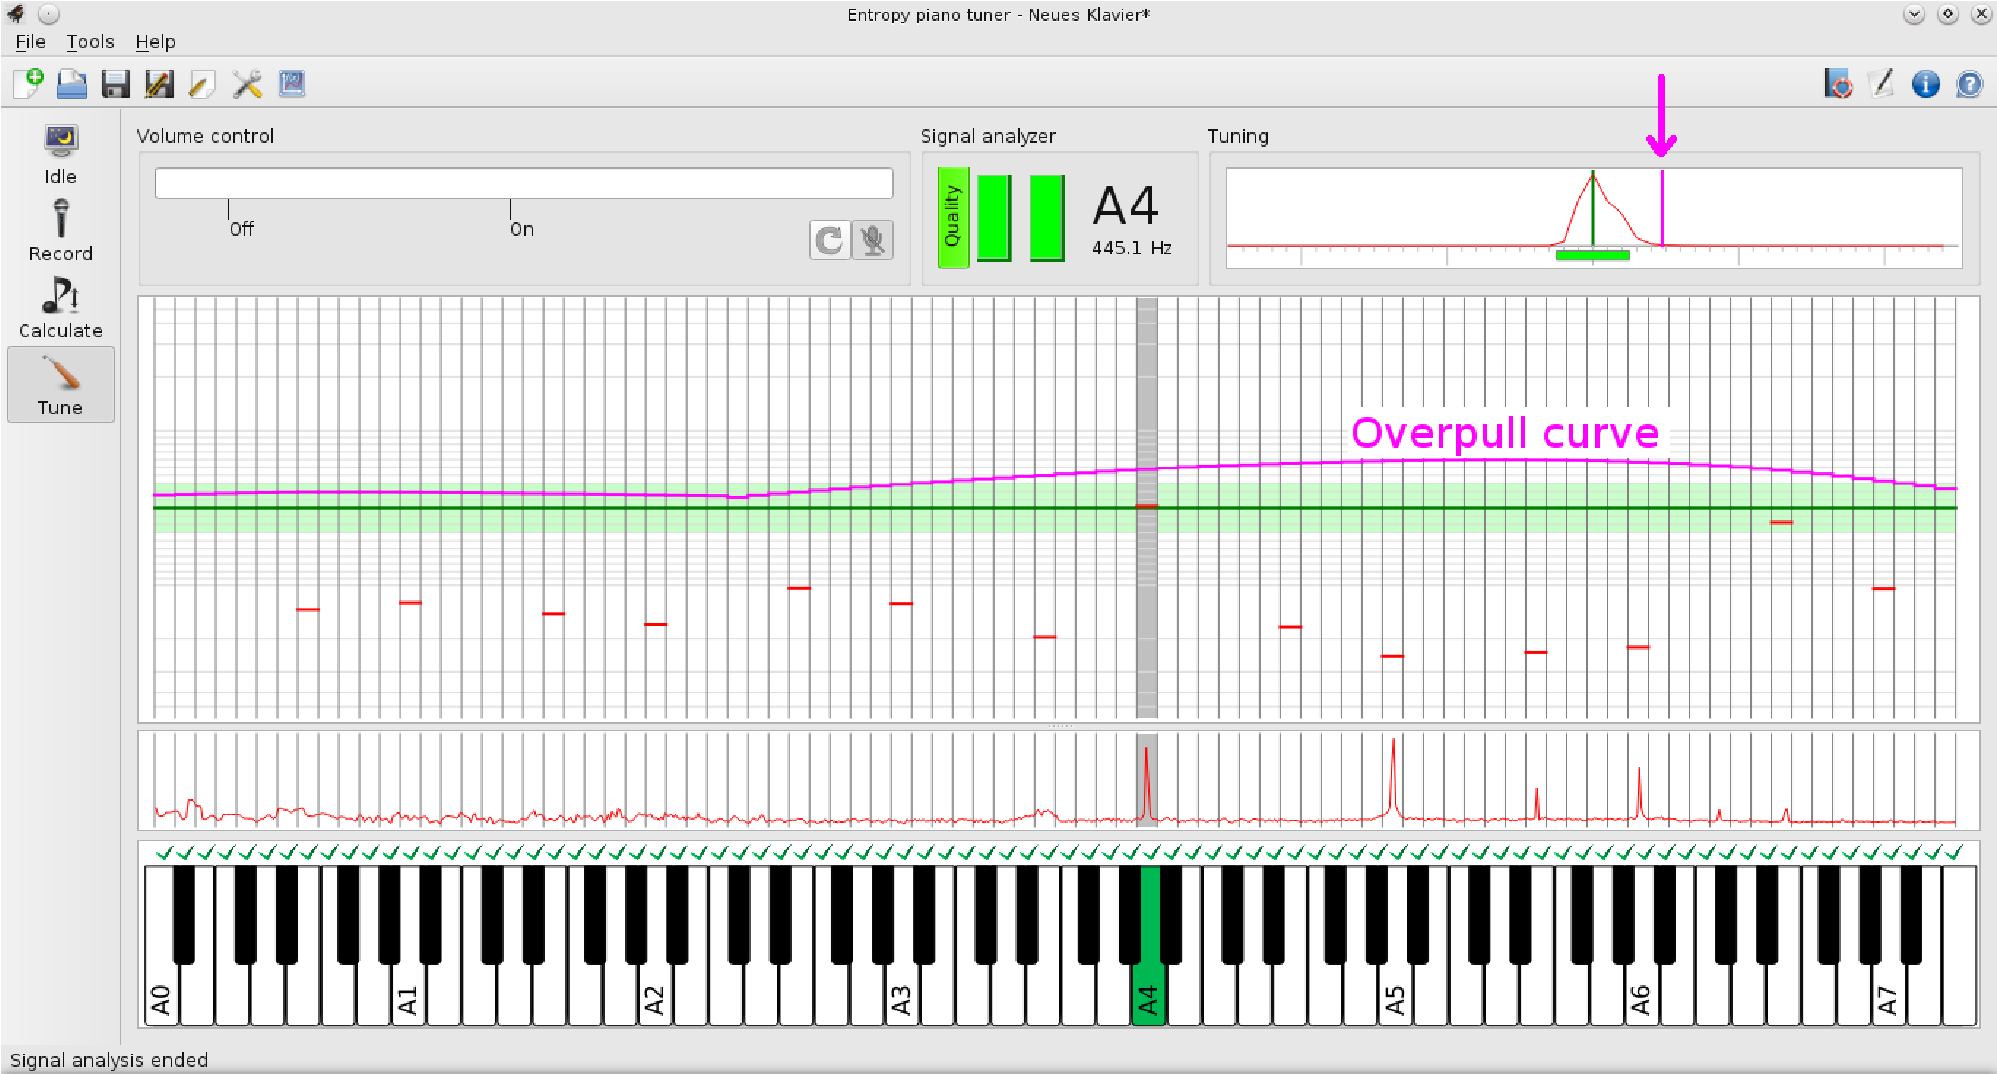 Entropy piano tuner - Neues Klavier*
File Tools Help
Idle
Record
Calculate
Tune
Volume control
Off
On
Signal analyzer
Quality
A4
445.1 Hz
Tuning
Overpull curve
A0
A1
A2
A3
A4
A5
A6
A7
Signal analysis ended